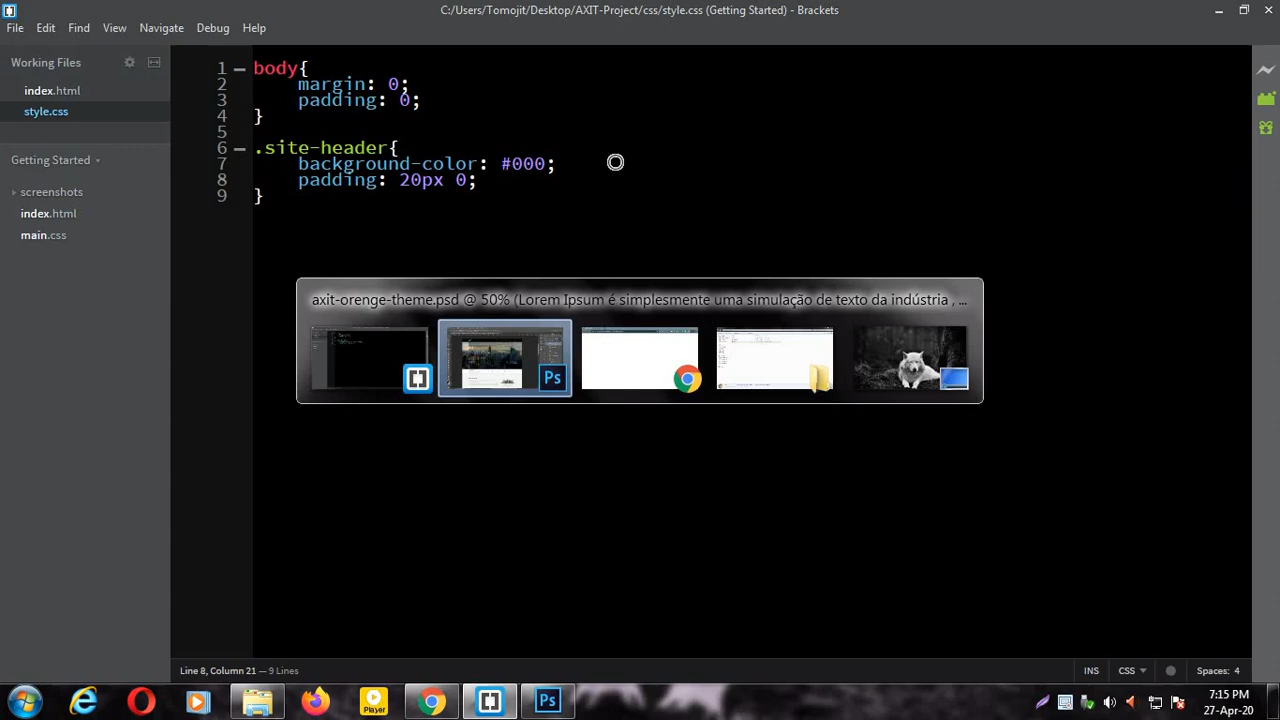 C:/Users/Tomojit/Desktop/AXIT-Project/css/style.css (Getting Started) - Brackets
File Edit Find View Navigate Debug Help
Working Files
index.html
style.css
Getting Started
screenshots
index.html
main.css
1 body{
2 margin: 0;
3 padding: 0;
4 }
5
6 .site-header{
7 background-color: #000;
8 padding: 20px 0;
9 }
axit-orenge-theme.psd @ 50% (Lorem Ipsum é simplesmente uma simulação de texto da indústria , ...
Ps
Line 8, Column 21 — 9 Lines
INS CSS Spaces: 4
Player
Ps
7:15 PM
27-Apr-20